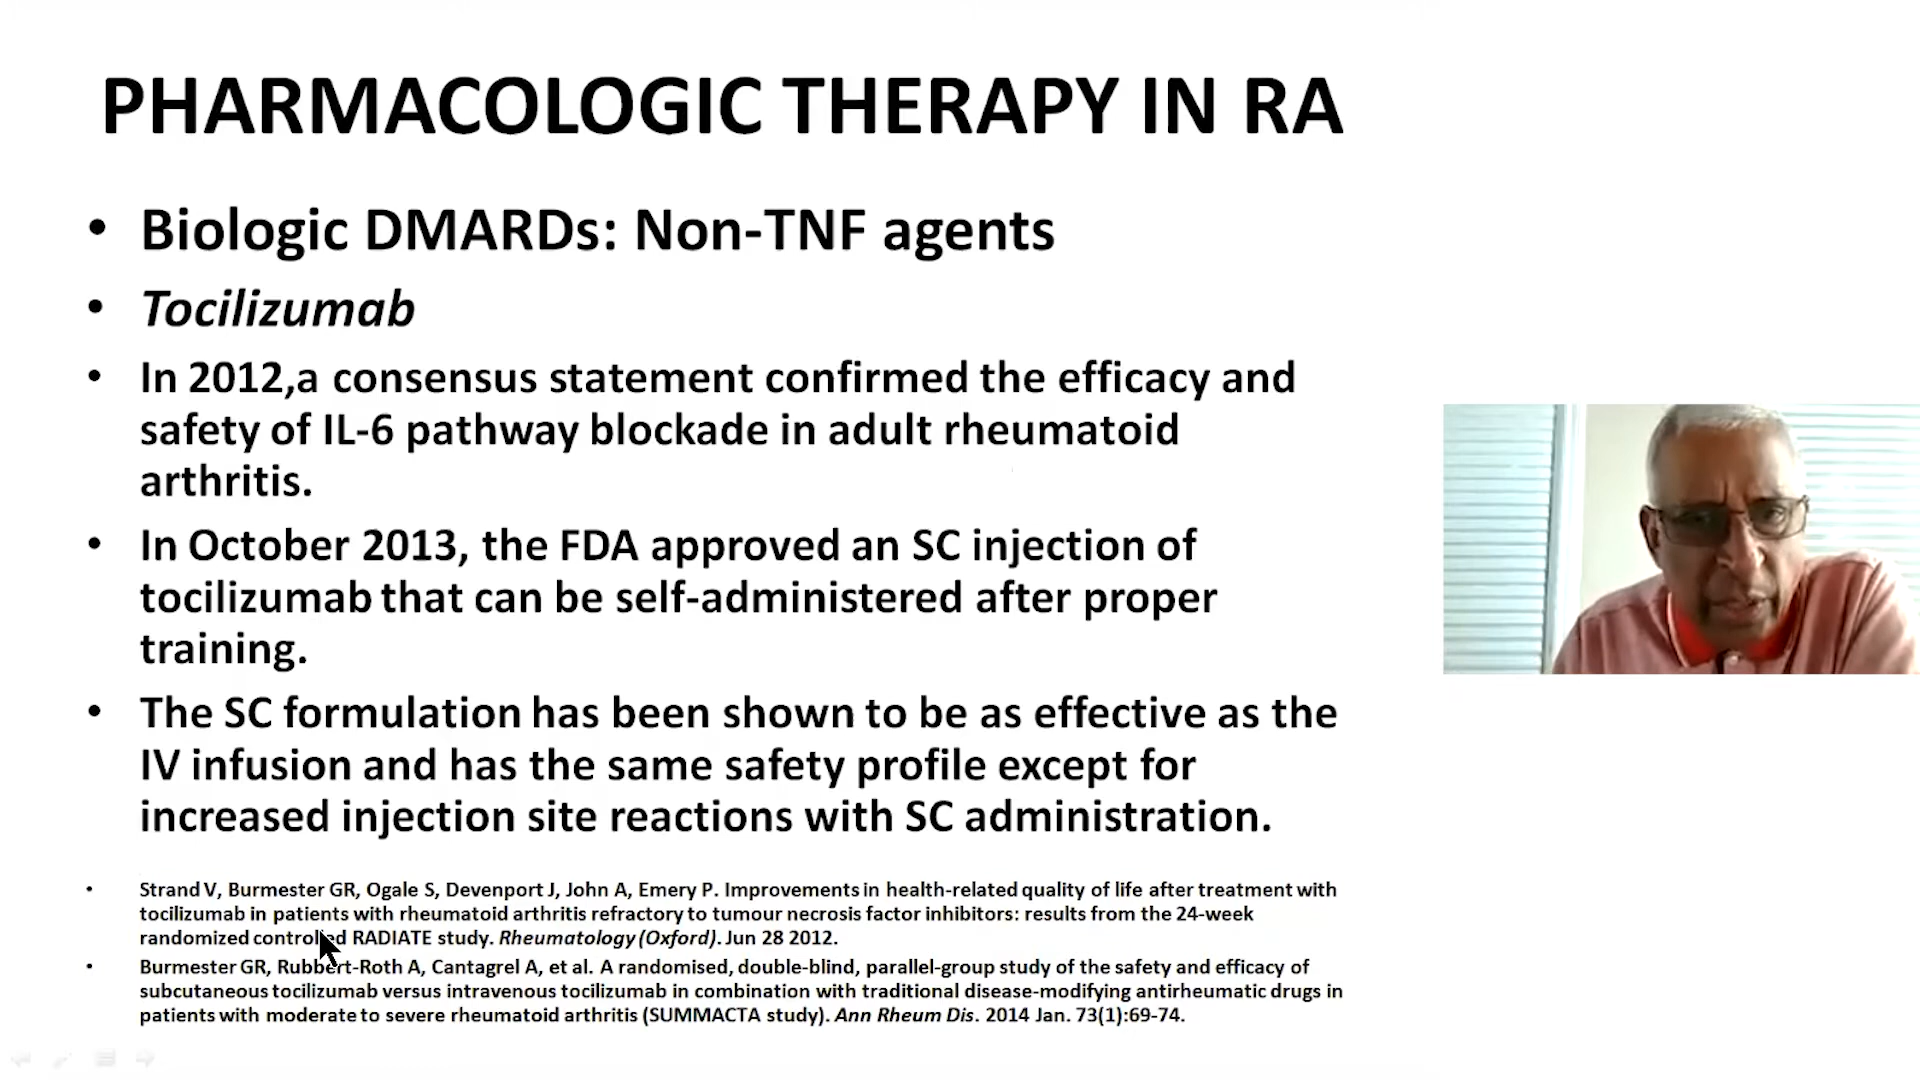 PHARMACOLOGIC THERAPY IN RA
• Biologic DMARDs: Non-TNF agents
• Tocilizumab
• In 2012,a consensus statement confirmed the efficacy and
safety of IL-6 pathway blockade in adult rheumatoid
arthritis.
• In October 2013, the FDA approved an SC injection of
tocilizumab that can be self-administered after proper
training.
• The SC formulation has been shown to be as effective as the
IV infusion and has the same safety profile except for
increased injection site reactions with SC administration.
• Strand V, Burmester GR, Ogale S, Devenport J, John A, Emery P. Improvements in health-related quality of life after treatment with
tocilizumab in patients with rheumatoid arthritis refractory to tumour necrosis factor inhibitors: results from the 24-week
randomized controlled RADIATE study. Rheumatology (Oxford). Jun 28 2012.
• Burmester GR, Rubbert-Roth A, Cantagrel A, et al. A randomised, double-blind, parallel-group study of the safety and efficacy of
subcutaneous tocilizumab versus intravenous tocilizumab in combination with traditional disease-modifying antirheumatic drugs in
patients with moderate to severe rheumatoid arthritis (SUMMACTA study). Ann Rheum Dis. 2014 Jan. 73(1):69-74.